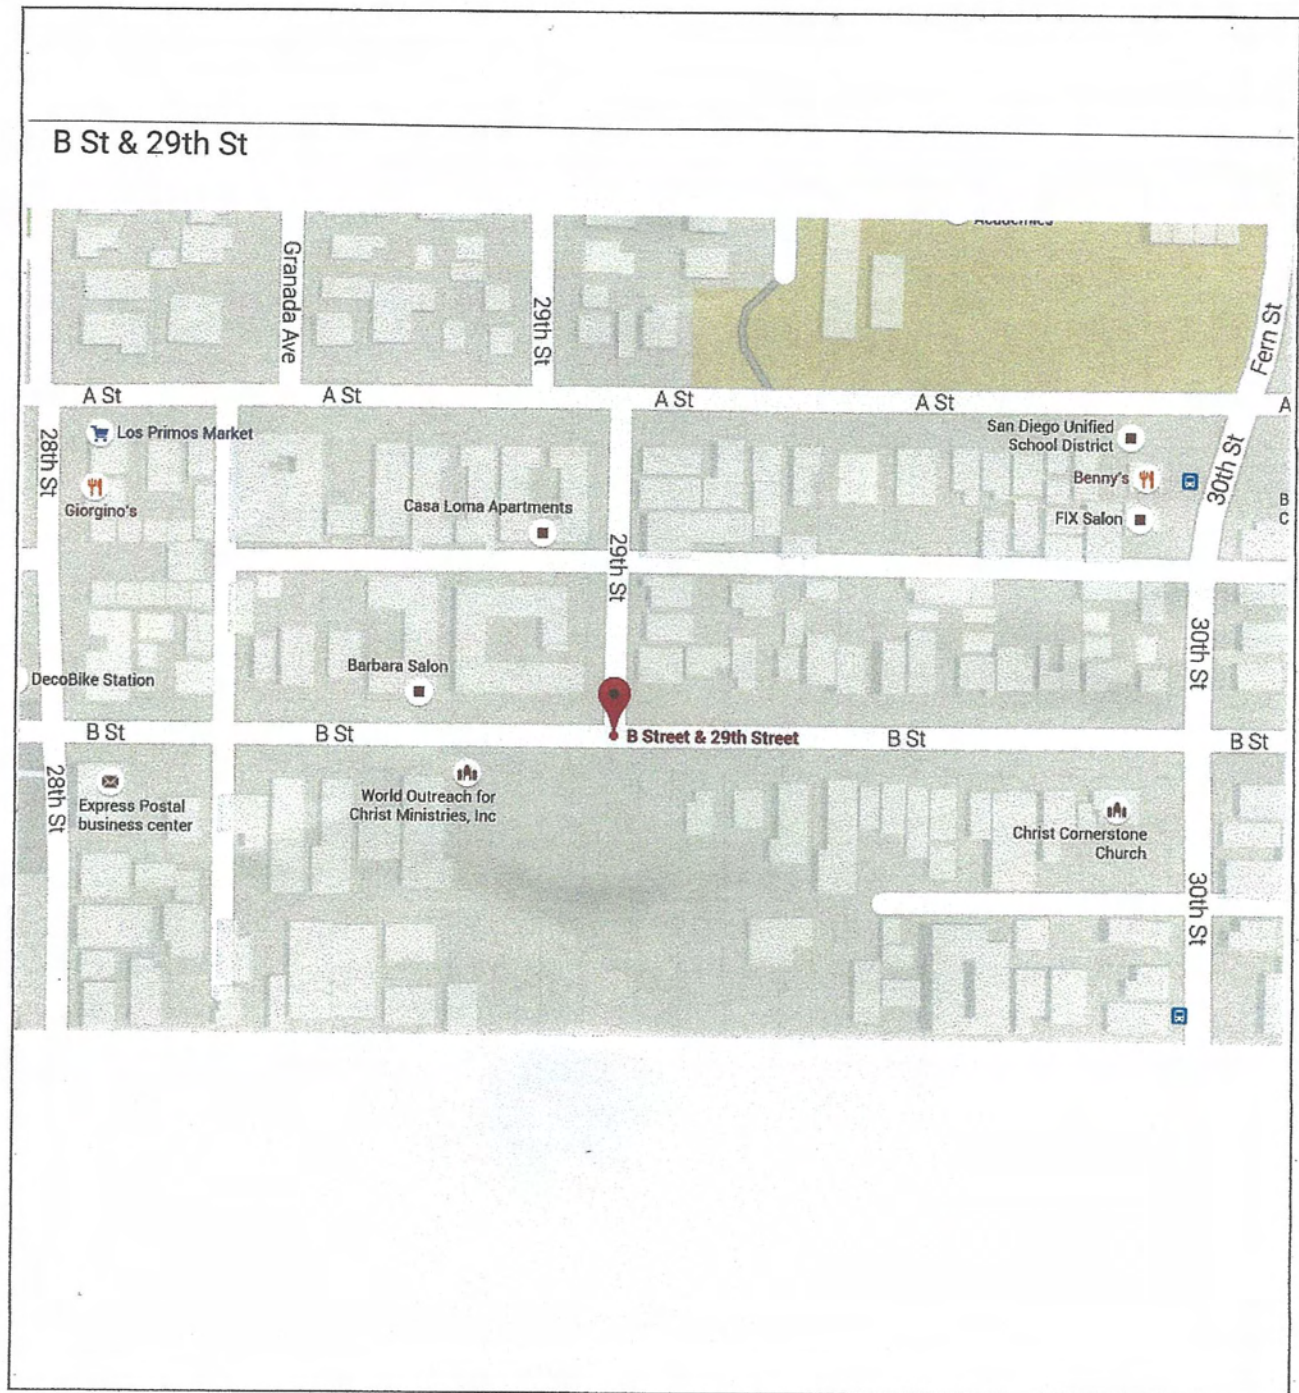 B St & 29th St
Academies
Granada Ave
29th St
Fern St
A St
A St
A St
A St
A
28th St
Los Primos Market
Giorgino's
Casa Loma Apartments
29th St
San Diego Unified
School District
Benny's
FIX Salon
30th St
B
C
DecoBike Station
Barbara Salon
30th St
B St
B St
B Street & 29th Street
B St
B St
28th St
Express Postal
business center
World Outreach for
Christ Ministries, Inc
Christ Cornerstone
Church
30th St